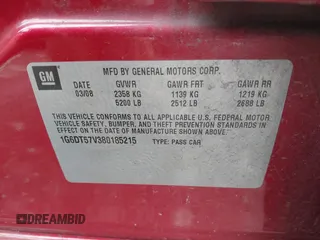 GM
MFD BY GENERAL MOTORS CORP.
DATE GVWR GAWR FRT GAWR RR
03/08 2358 KG 1139 KG 1219 KG
5200 LB 2512 LB 2688 LB
THIS VEHICLE CONFORMS TO ALL APPLICABLE U.S. FEDERAL MOTOR
VEHICLE SAFETY, BUMPER, AND THEFT PREVENTION STANDARDS IN
EFFECT ON THE DATE OF MANUFACTURE SHOWN ABOVE.
1G6DT57V380185215 TYPE: PASS CAR
DREAMBID